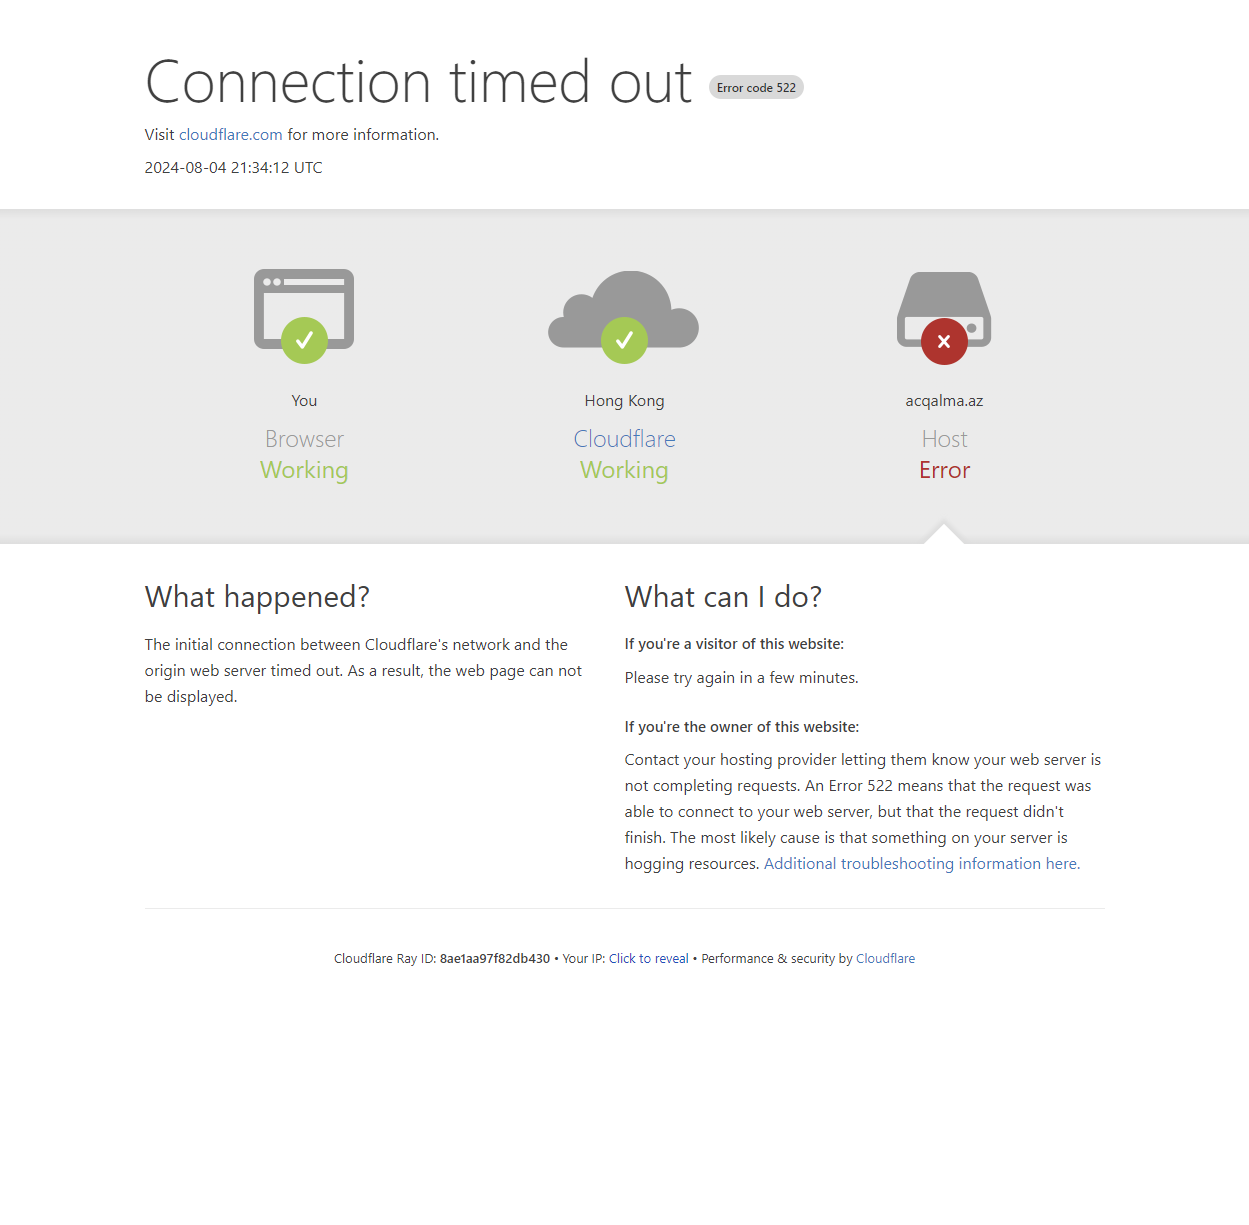 Connection timed out Error code 522
Visit cloudflare.com for more information.
2024-08-04 21:34:12 UTC
You
Browser
Working
Hong Kong
Cloudflare
Working
acqalma.az
Host
Error
What happened?
The initial connection between Cloudflare's network and the
origin web server timed out. As a result, the web page can not
be displayed.
What can I do?
If you're a visitor of this website:
Please try again in a few minutes.
If you're the owner of this website:
Contact your hosting provider letting them know your web server is
not completing requests. An Error 522 means that the request was
able to connect to your web server, but that the request didn't
finish. The most likely cause is that something on your server is
hogging resources. Additional troubleshooting information here.
Cloudflare Ray ID: 8ae1aa97f82db430 • Your IP: Click to reveal • Performance & security by Cloudflare